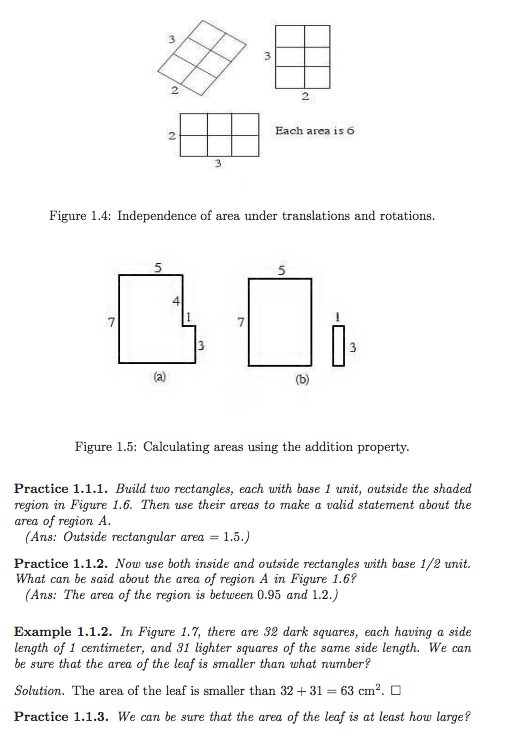 3
3
2
2
2
Each area is 6
3
Figure 1.4: Independence of area under translations and rotations.
5
5
4
7
1
7
1
3
3
(a)
(b)
Figure 1.5: Calculating areas using the addition property.
Practice 1.1.1. Build two rectangles, each with base 1 unit, outside the shaded
region in Figure 1.6. Then use their areas to make a valid statement about the
area of region A.
(Ans: Outside rectangular area = 1.5.)
Practice 1.1.2. Now use both inside and outside rectangles with base 1/2 unit.
What can be said about the area of region A in Figure 1.6?
(Ans: The area of the region is between 0.95 and 1.2.)
Example 1.1.2. In Figure 1.7, there are 32 dark squares, each having a side
length of 1 centimeter, and 31 lighter squares of the same side length. We can
be sure that the area of the leaf is smaller than what number?
Solution. The area of the leaf is smaller than 32 + 31 = 63 cm². □
Practice 1.1.3. We can be sure that the area of the leaf is at least how large?